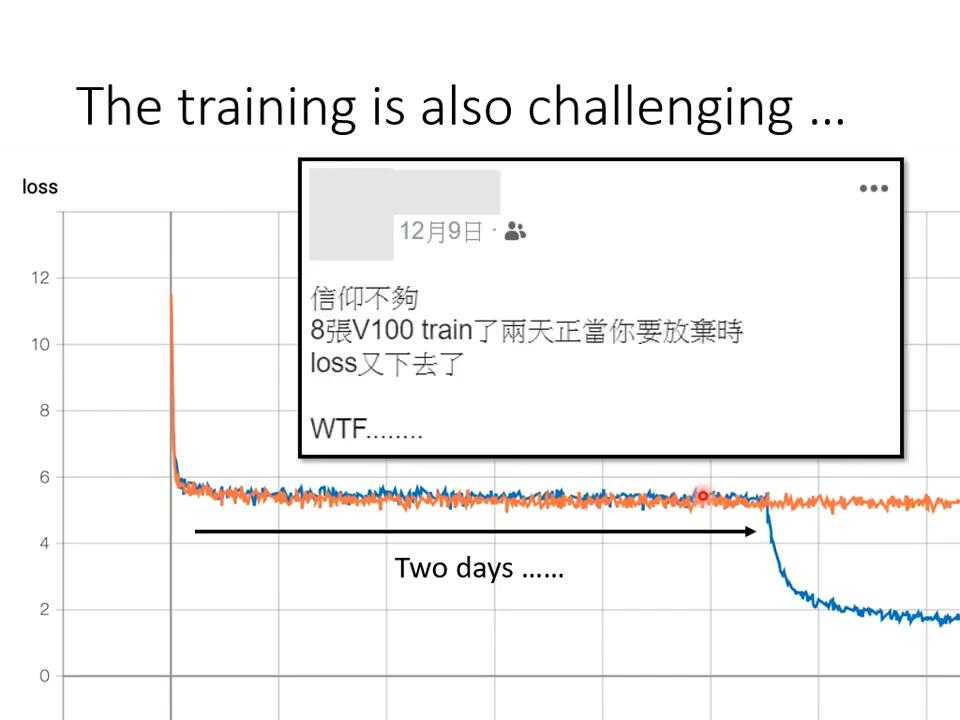 The training is also challenging …
loss
12月9日 ·
信仰不夠
8張V100 train了兩天正當你要放棄時
loss又下去了
WTF........
12
10
8
6
4
Two days ……
2
0